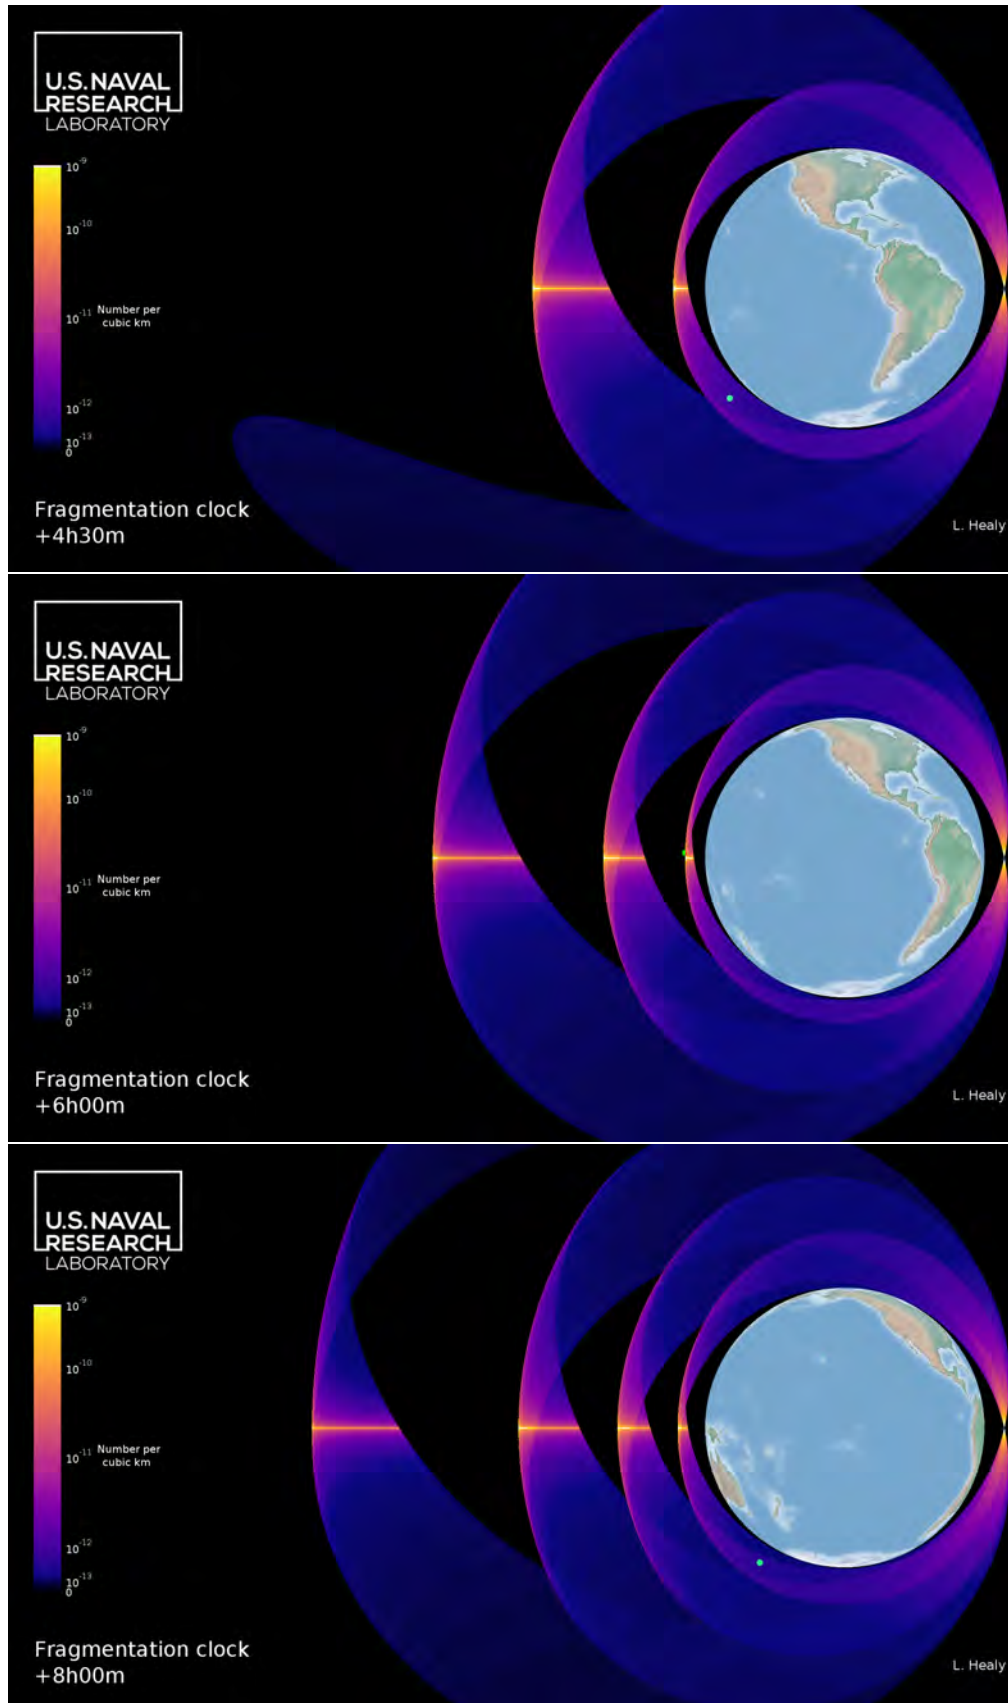 U.S. NAVAL
RESEARCH
LABORATORY
10^-9
10^-10
10^-11
Number per
cubic km
10^-12
10^-13
0
Fragmentation clock
+4h30m
L. Healy
U.S. NAVAL
RESEARCH
LABORATORY
10^-9
10^-10
10^-11
Number per
cubic km
10^-12
10^-13
0
Fragmentation clock
+6h00m
L. Healy
U.S. NAVAL
RESEARCH
LABORATORY
10^-9
10^-10
10^-11
Number per
cubic km
10^-12
10^-13
0
Fragmentation clock
+8h00m
L. Healy